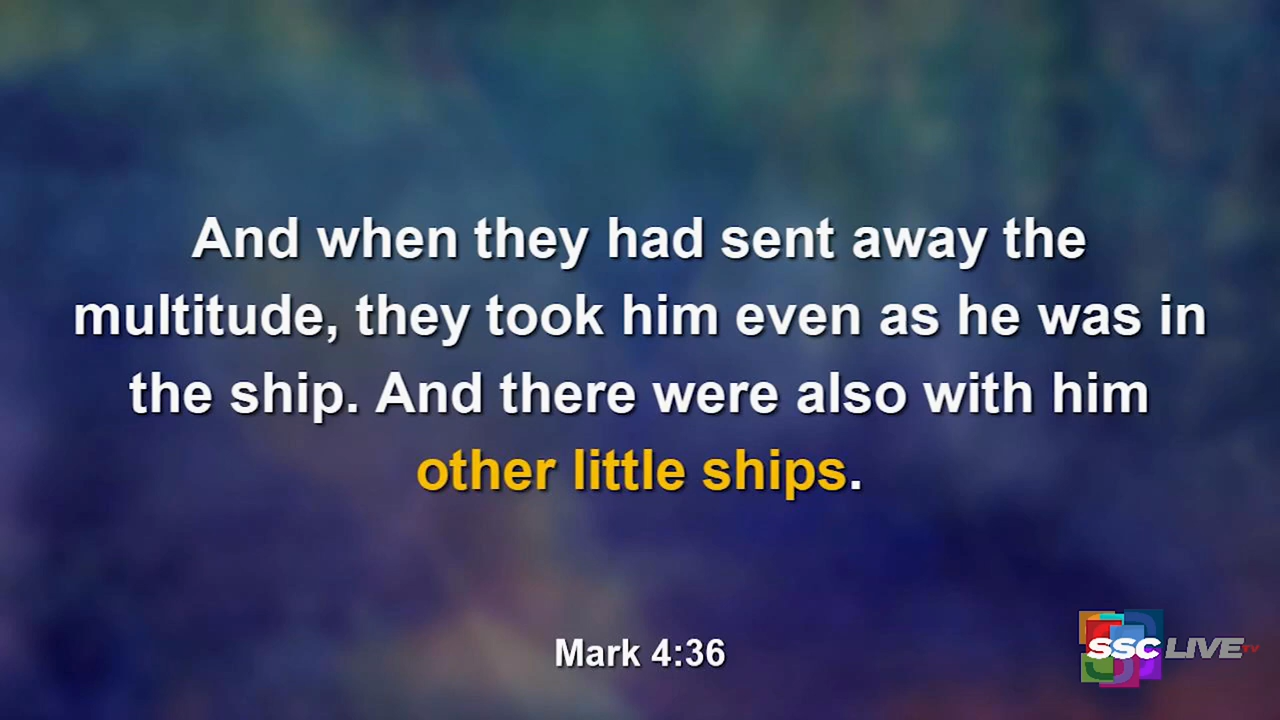 And when they had sent away the
multitude, they took him even as he was in
the ship. And there were also with him
other little ships.
Mark 4:36
SSC LIVE TV